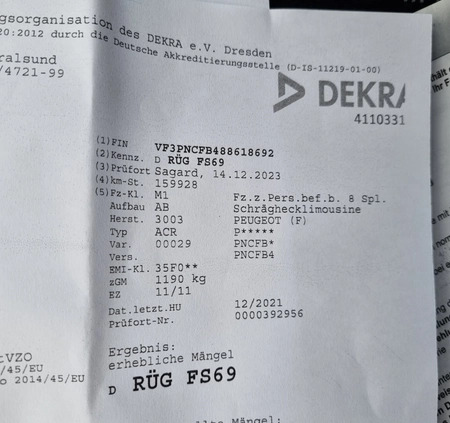 gsorganisation des DEKRA e.V. Dresden
20:2012 durch die Deutsche Akkreditierungsstelle (D-IS-11219-01-00)
ralsund
/4721-99
DEKRA
4110331
(1) FIN VF3PNCFB488618692
(2) Kennz. D RÜG FS69
(3) Prüfort Sagard, 14.12.2023
(4) km-St. 159928
(5) Fz-Kl. M1 Fz.z.Pers.bef.b. 8 Spl.
Aufbau AB Schräghecklimousine
Herst. 3003 PEUGEOT (F)
Typ ACR P*****
Var. 00029 PNCFB*
Vers. PNCFB4
EMI-Kl. 35F0**
zGM 1190 kg
EZ 11/11
Dat.letzt.HU 12/2021
Prüfort-Nr. 0000392956
Ergebnis:
erhebliche Mängel
D RÜG FS69
tVZO
/45/EU
o 2014/45/EU
Alte Mängel: